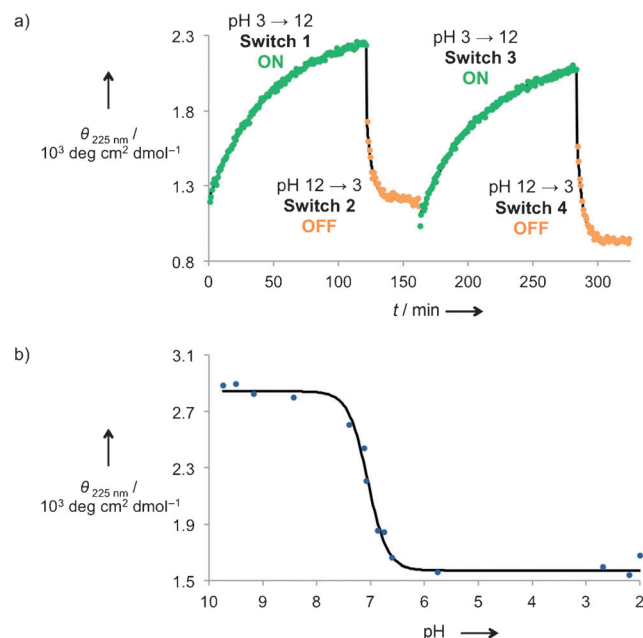 a)
2.3
1.8
1.3
0.8
θ 225 nm /
10³ deg cm² dmol⁻¹
pH 3 → 12
Switch 1
ON
pH 12 → 3
Switch 2
OFF
pH 3 → 12
Switch 3
ON
pH 12 → 3
Switch 4
OFF
0 50 100 150 200 250 300
t / min
b)
3.1
2.7
2.3
1.9
1.5
θ 225 nm /
10³ deg cm² dmol⁻¹
10 9 8 7 6 5 4 3 2
pH